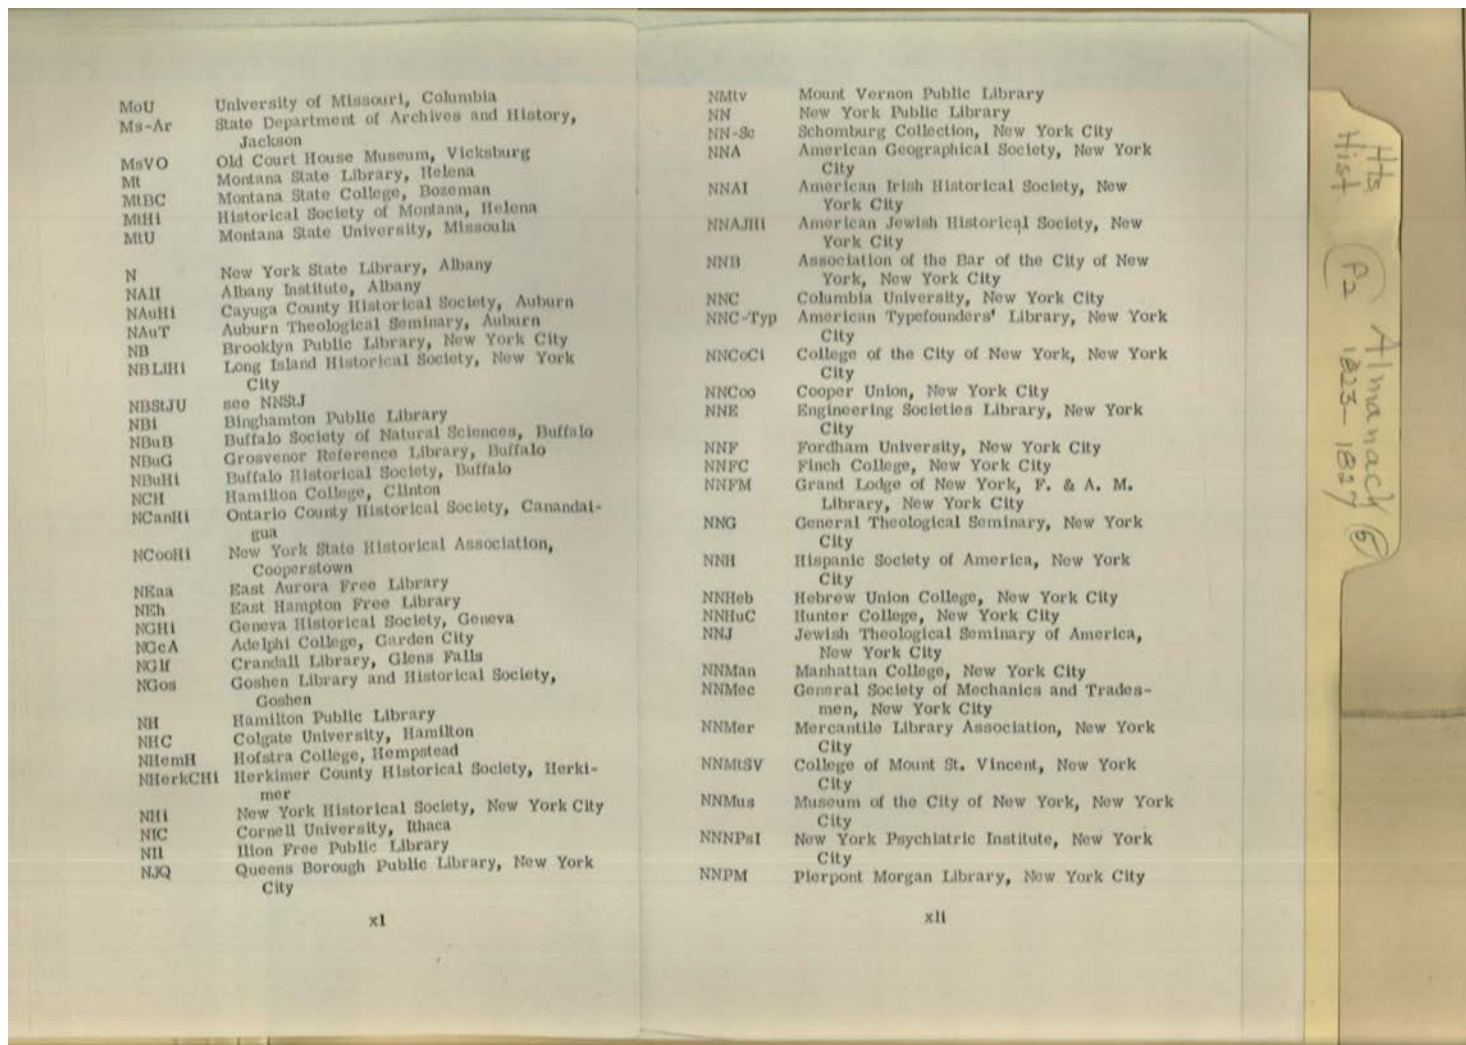 MoU University of Missouri, Columbia
Ms-Ar State Department of Archives and History,
Jackson
MsVO Old Court House Museum, Vicksburg
Mt Montana State Library, Helena
MtBC Montana State College, Bozeman
MtHi Historical Society of Montana, Helena
MtU Montana State University, Missoula
N New York State Library, Albany
NAII Albany Institute, Albany
NAuHi Cayuga County Historical Society, Auburn
NAuT Auburn Theological Seminary, Auburn
NB Brooklyn Public Library, New York City
NBLiHi Long Island Historical Society, New York
City
NBStJU see NNStJ
NBi Binghamton Public Library
NBuB Buffalo Society of Natural Sciences, Buffalo
NBuG Grosvenor Reference Library, Buffalo
NBuHi Buffalo Historical Society, Buffalo
NCH Hamilton College, Clinton
NCanHi Ontario County Historical Society, Canandai-
gua
NCooHi New York State Historical Association,
Cooperstown
NEaa East Aurora Free Library
NEh East Hampton Free Library
NGHi Geneva Historical Society, Geneva
NGcA Adelphi College, Garden City
NGlf Crandall Library, Glens Falls
NGos Goshen Library and Historical Society,
Goshen
NH Hamilton Public Library
NHC Colgate University, Hamilton
NHemH Hofstra College, Hempstead
NHerkCHi Herkimer County Historical Society, Herki-
mer
NHi New York Historical Society, New York City
NIC Cornell University, Ithaca
NIl Ilion Free Public Library
NJQ Queens Borough Public Library, New York
City
xi
NMtv Mount Vernon Public Library
NN New York Public Library
NN-Sc Schomburg Collection, New York City
NNA American Geographical Society, New York
City
NNAI American Irish Historical Society, New
York City
NNAJHi American Jewish Historical Society, New
York City
NNB Association of the Bar of the City of New
York, New York City
NNC Columbia University, New York City
NNC-Typ American Typefounders' Library, New York
City
NNCoCi College of the City of New York, New York
City
NNCoo Cooper Union, New York City
NNE Engineering Societies Library, New York
City
NNF Fordham University, New York City
NNFC Finch College, New York City
NNFM Grand Lodge of New York, F. & A. M.
Library, New York City
NNG General Theological Seminary, New York
City
NNH Hispanic Society of America, New York
City
NNHeb Hebrew Union College, New York City
NNHuC Hunter College, New York City
NNJ Jewish Theological Seminary of America,
New York City
NNMan Manhattan College, New York City
NNMec General Society of Mechanics and Trades-
men, New York City
NNMer Mercantile Library Association, New York
City
NNMtSV College of Mount St. Vincent, New York
City
NNMus Museum of the City of New York, New York
City
NNNPsI New York Psychiatric Institute, New York
City
NNPM Pierpont Morgan Library, New York City
xii
Hts
Hist
P2 Almanach 5
1823-1827